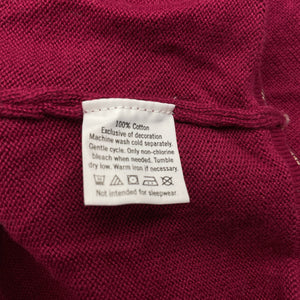 100% Cotton
Exclusive of decoration
Machine wash cold separately.
Gentle cycle. Only non-chlorine
bleach when needed. Tumble
dry low. Warm iron if necessary.
Not intended for sleepwear.